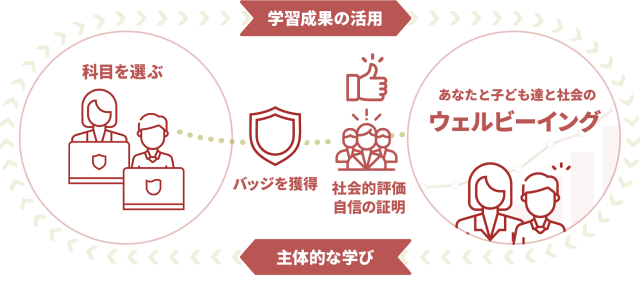 学習成果の活用
科目を選ぶ
バッジを獲得
社会的評価
自信の証明
あなたと子ども達と社会の
ウェルビーイング
主体的な学び